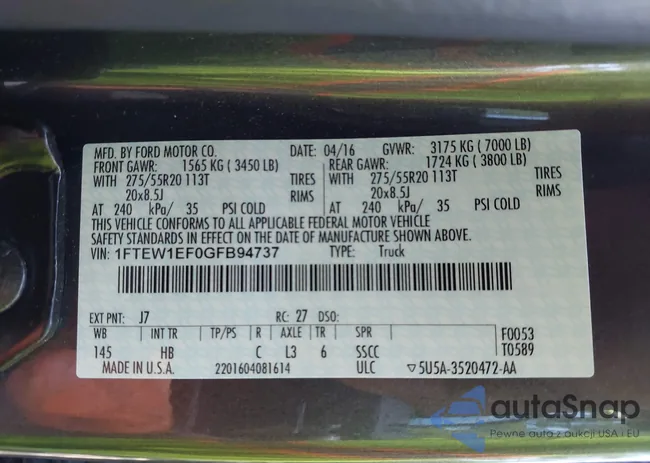 MFD. BY FORD MOTOR CO.
DATE: 04/16 GVWR: 3175 KG ( 7000 LB)
FRONT GAWR: 1565 KG ( 3450 LB) REAR GAWR: 1724 KG ( 3800 LB)
WITH 275/55R20 113T TIRES WITH 275/55R20 113T TIRES
20x8.5J RIMS 20x8.5J RIMS
AT 240 kPa/ 35 PSI COLD AT 240 kPa/ 35 PSI COLD
THIS VEHICLE CONFORMS TO ALL APPLICABLE FEDERAL MOTOR VEHICLE
SAFETY STANDARDS IN EFFECT ON THE DATE OF MANUFACTURE SHOWN ABOVE.
VIN: 1FTEW1EF0GFB94737 TYPE: Truck
EXT PNT: J7 RC: 27 DSO:
WB INT TR TP/PS R AXLE TR SPR F0053
145 HB C L3 6 SSCC T0589
MADE IN U.S.A. 2201604081614 ULC ▽5U5A-3520472-AA
autaSnap
Pewne auta z aukcji USA i EU